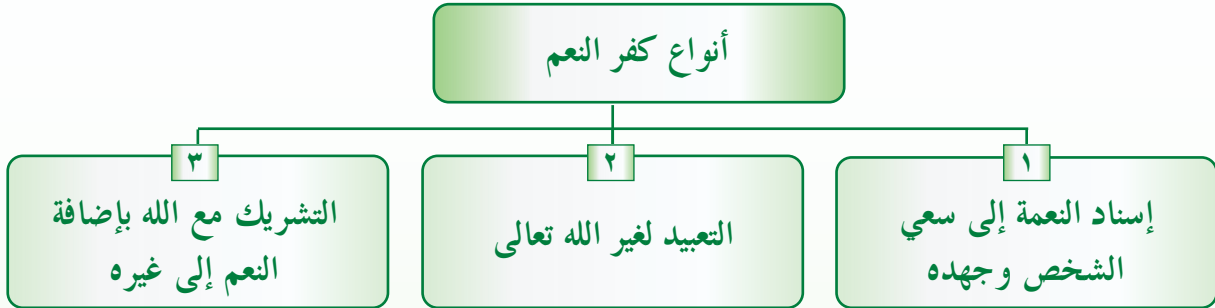 أنواع كفر النعم
١
إسناد النعمة إلى سعي
الشخص وجهده
٢
التعبيد لغير الله تعالى
٣
التشريك مع الله بإضافة
النعم إلى غيره